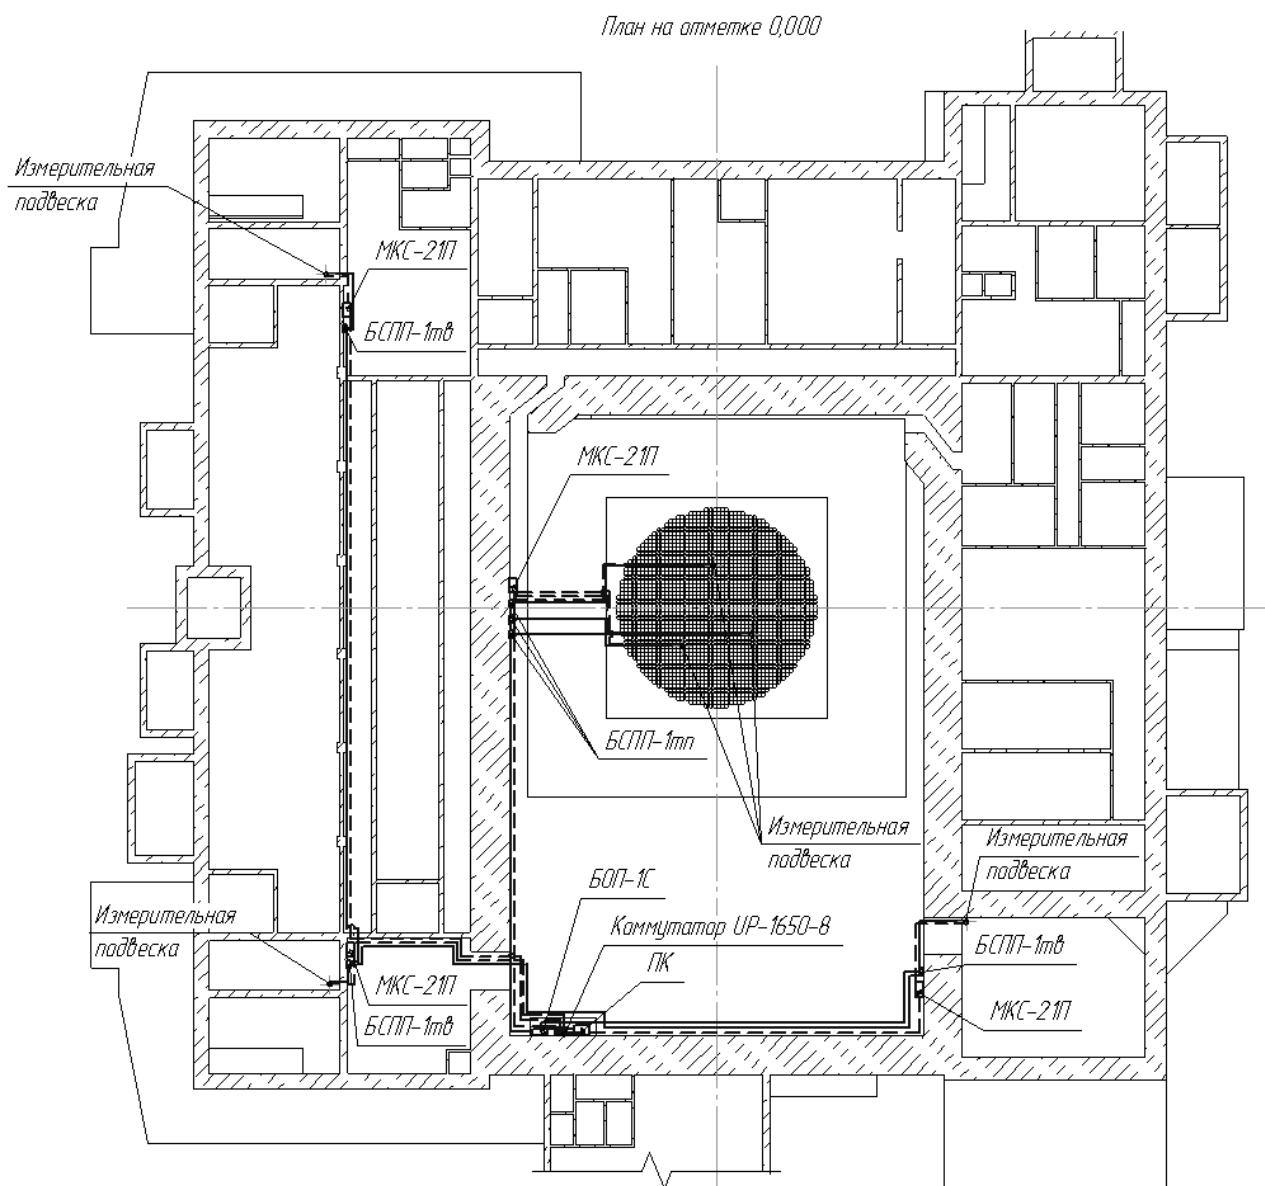 План на отметке 0,000
Измерительная
подвеска
МКС-21П
БСПП-1тв
МКС-21П
БСПП-1тп
Измерительная
подвеска
Измерительная
подвеска
БОП-1С
Измерительная
подвеска
Коммутатор UP-1650-8
ПК
БСПП-1тв
МКС-21П
БСПП-1тв
МКС-21П